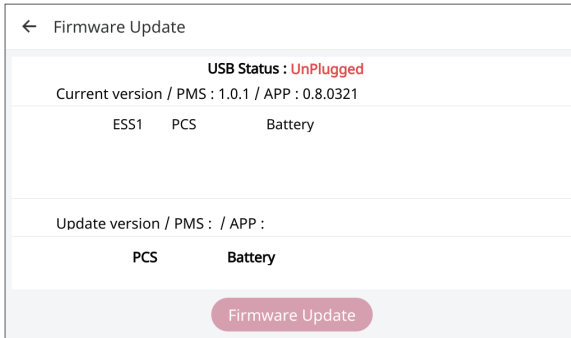 ← Firmware Update
USB Status : UnPlugged
Current version / PMS : 1.0.1 / APP : 0.8.0321
ESS1 PCS Battery
Update version / PMS : / APP :
PCS Battery
Firmware Update